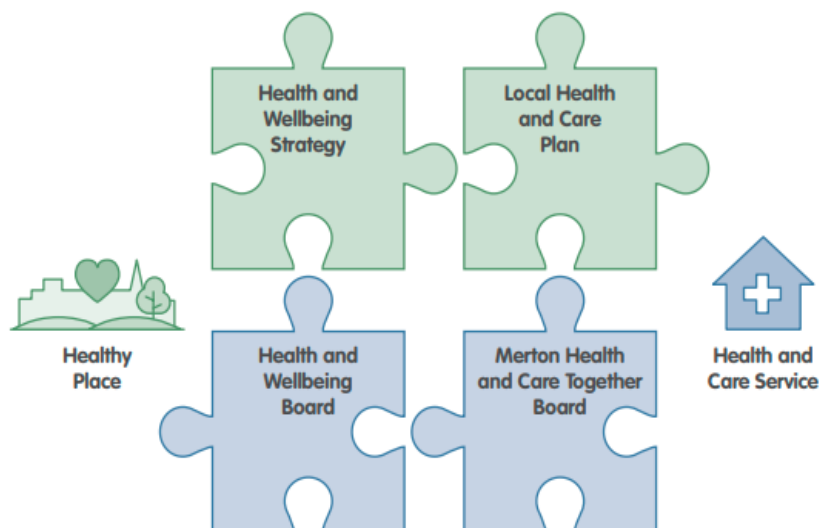 Health and
Wellbeing
Strategy
Local Health
and Care
Plan
Healthy
Place
Health and
Wellbeing
Board
Merton Health
and Care Together
Board
Health and
Care Service